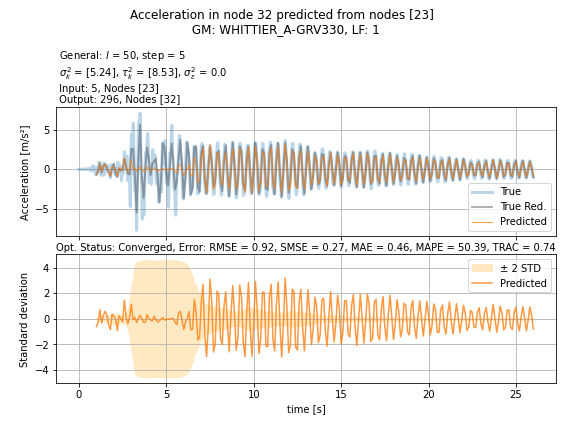 Acceleration in node 32 predicted from nodes [23]
GM: WHITTIER_A-GRV330, LF: 1
General: l = 50, step = 5
σ²ₖ = [5.24], τ²ₖ = [8.53], σ²ε = 0.0
Input: 5, Nodes [23]
Output: 296, Nodes [32]
Acceleration [m/s²]
5
0
−5
True
True Red.
Predicted
Opt. Status: Converged, Error: RMSE = 0.92, SMSE = 0.27, MAE = 0.46, MAPE = 50.39, TRAC = 0.74
Standard deviation
4
2
0
−2
−4
± 2 STD
Predicted
0 5 10 15 20 25
time [s]